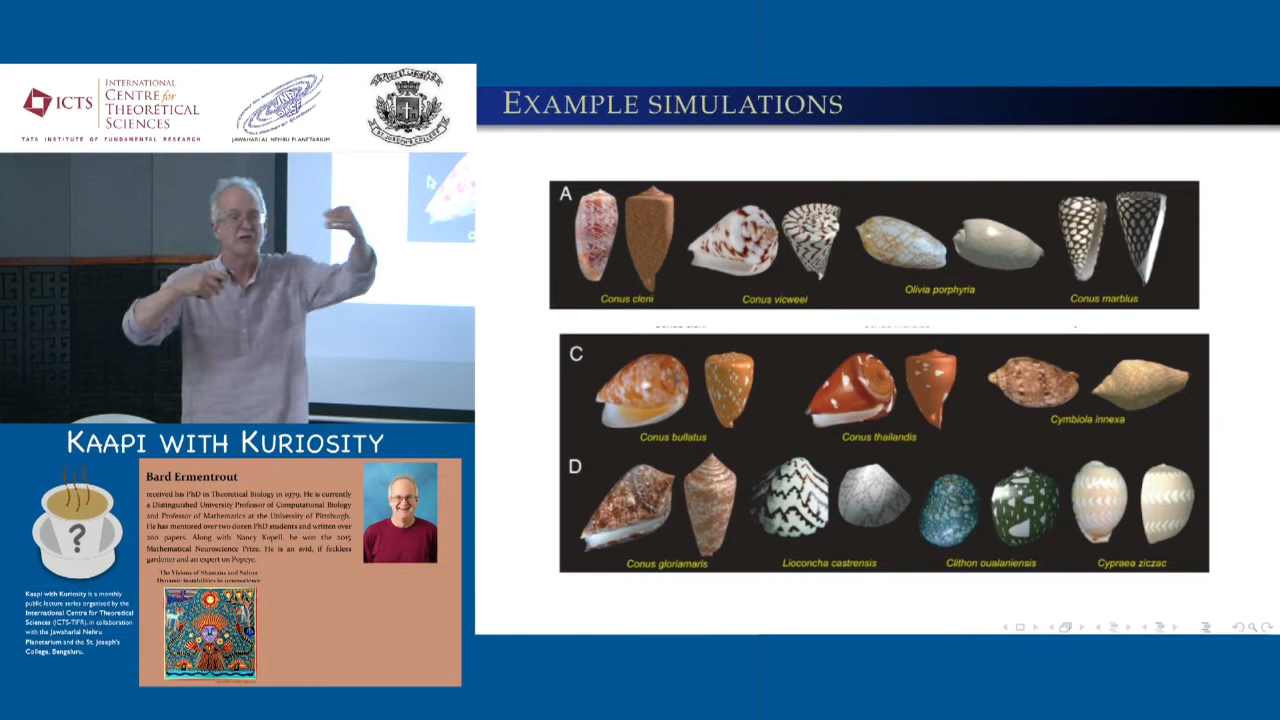 ICTS
INTERNATIONAL
CENTRE for
THEORETICAL
SCIENCES
TATA INSTITUTE OF FUNDAMENTAL RESEARCH
JAWAHARLAL NEHRU PLANETARIUM
EXAMPLE SIMULATIONS
A
Conus clerii
Conus vicweei
Olivia porphyria
Conus marblus
C
Conus bullatus
Conus thailandis
Cymbiola innexa
D
Conus gloriamaris
Lioconcha castrensis
Clithon oualaniensis
Cypraea ziczac
KAAPI WITH KURIOSITY
?
Kaapi with Kuriosity is a monthly
public lecture series organised by the
International Centre for Theoretical
Sciences (ICTS-TIFR), in collaboration
with the Jawaharlal Nehru
Planetarium and the St. Joseph's
College, Bengaluru.
Bard Ermentrout
received his PhD in Theoretical Biology in 1979. He is currently
a Distinguished University Professor of Computational Biology
and Professor of Mathematics at the University of Pittsburgh.
He has mentored over two dozen PhD students and written over
200 papers. Along with Nancy Kopell, he won the 2015
Mathematical Neuroscience Prize. He is an avid, if feckless
gardener and an expert on Popeye.
The Visions of Shamans and Saints
Dynamic instabilities in neuroscience